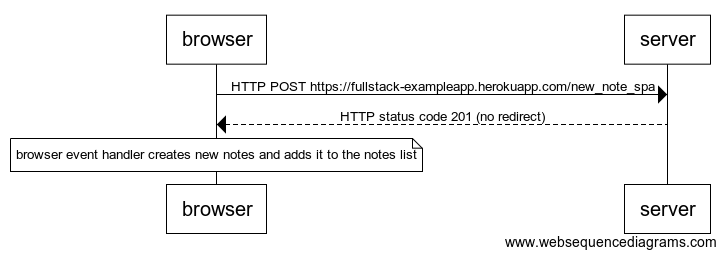 browser
server
HTTP POST https://fullstack-exampleapp.herokuapp.com/new_note_spa
HTTP status code 201 (no redirect)
browser event handler creates new notes and adds it to the notes list
browser
server
www.websequencediagrams.com